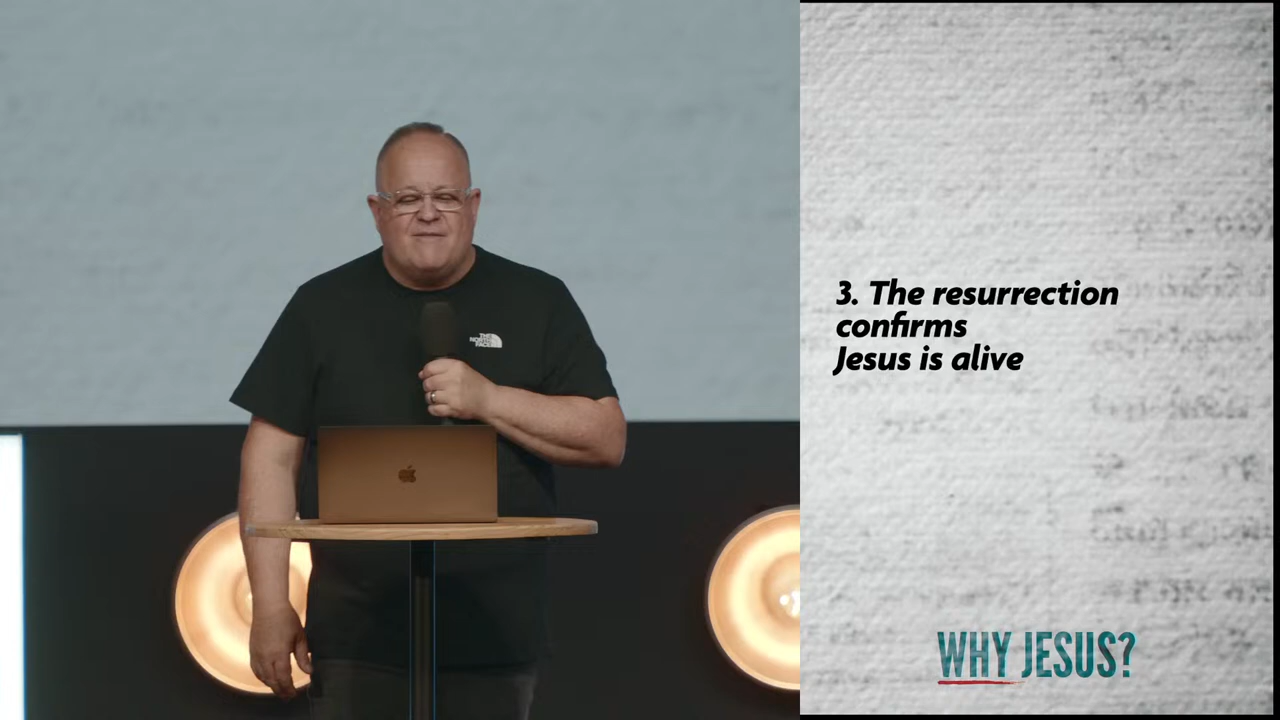 THE
NORTH
FACE
3. The resurrection
confirms
Jesus is alive
WHY JESUS?